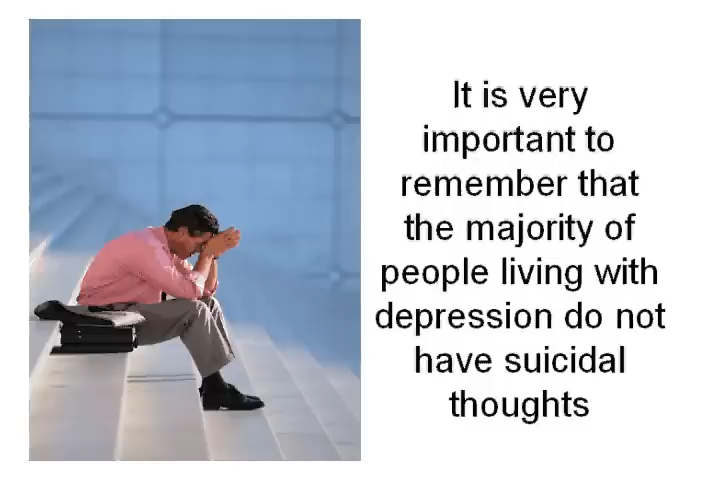 It is very
important to
remember that
the majority of
people living with
depression do not
have suicidal
thoughts